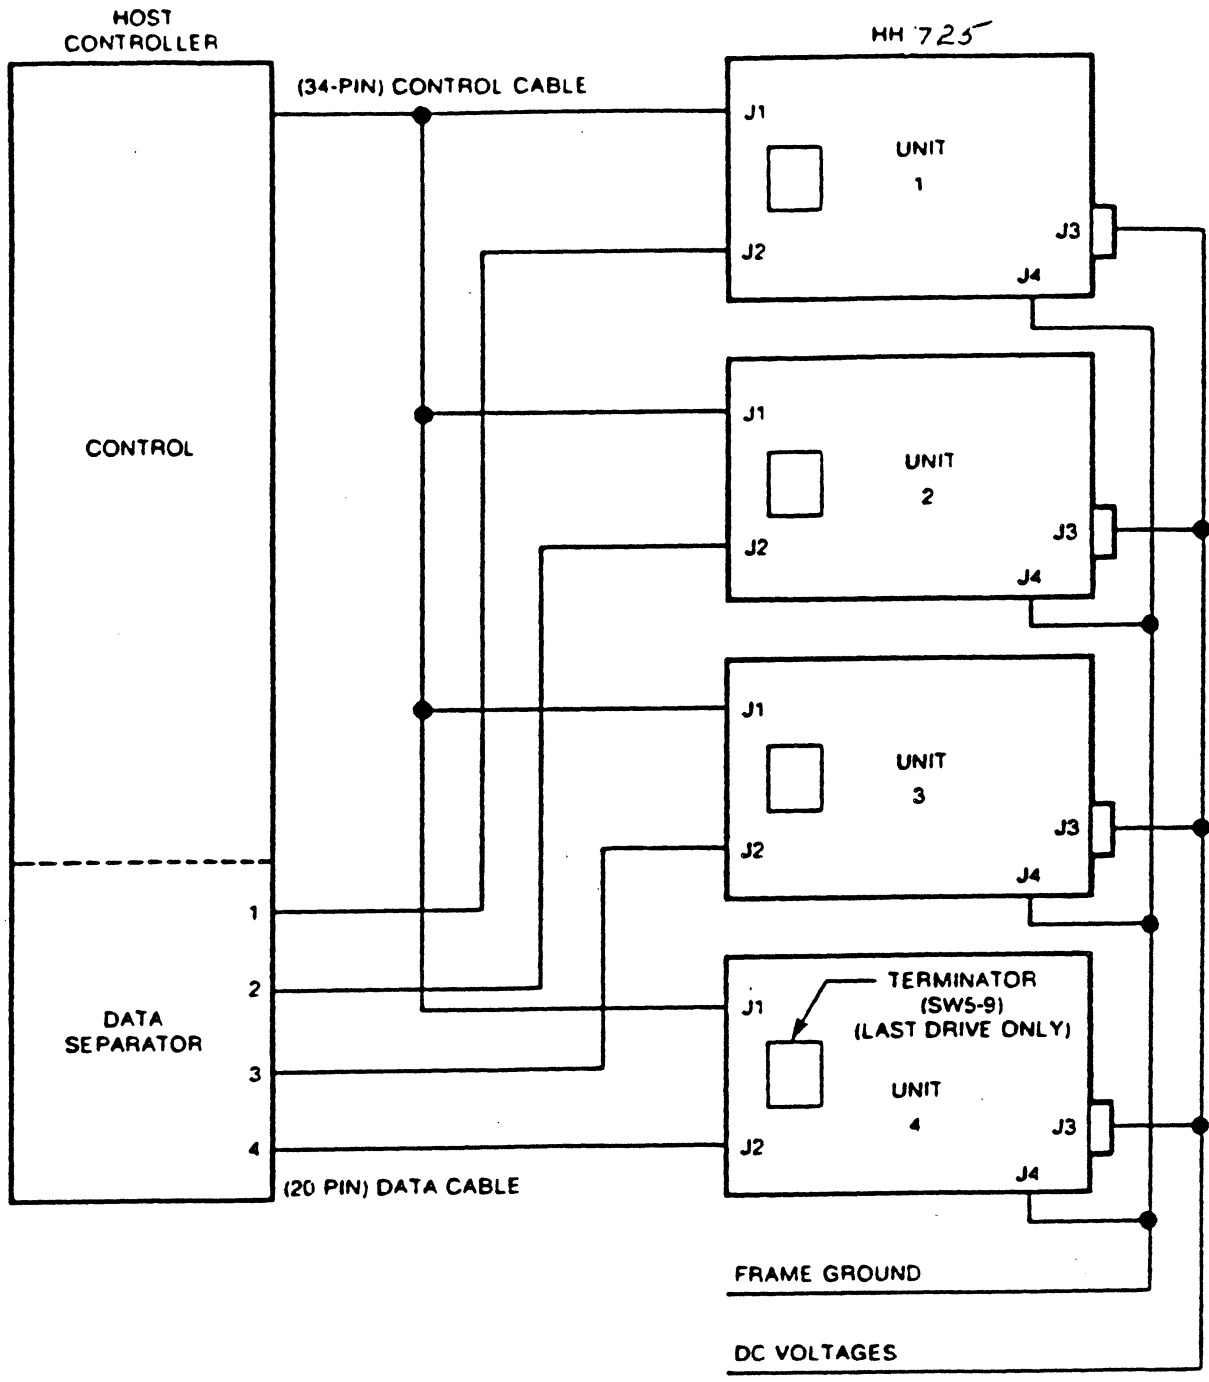 HOST
CONTROLLER
HH 725
(34-PIN) CONTROL CABLE
J1
UNIT
1
J2
J3
J4
CONTROL
J1
UNIT
2
J2
J3
J4
J1
UNIT
3
J2
J3
J4
DATA
SEPARATOR
1
2
3
4
J1
TERMINATOR
(SW5-9)
(LAST DRIVE ONLY)
UNIT
4
J2
J3
J4
(20 PIN) DATA CABLE
FRAME GROUND
DC VOLTAGES